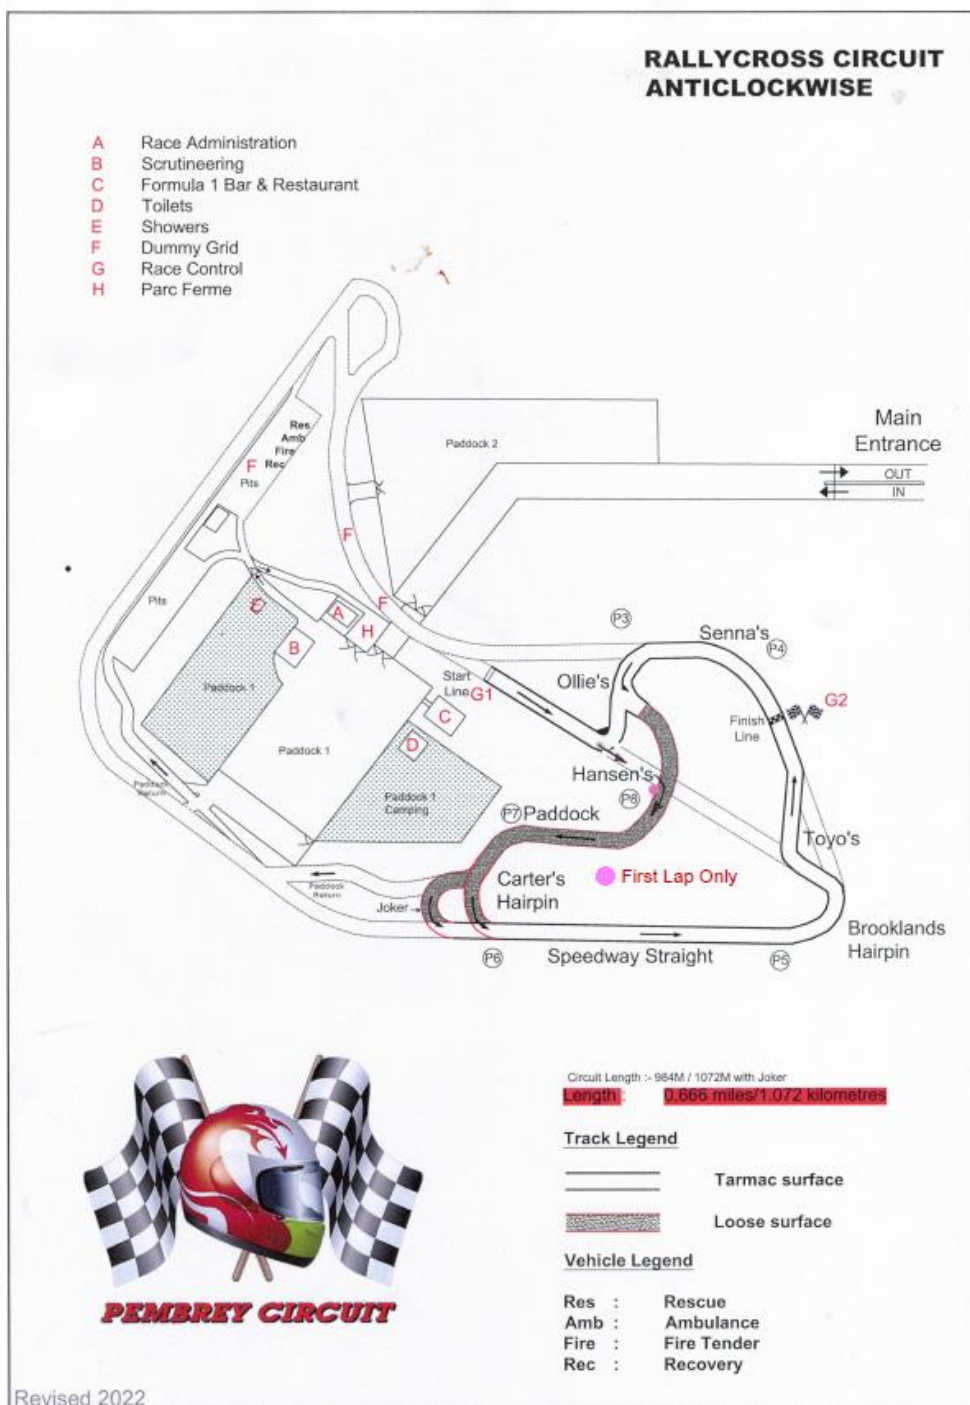 RALLYCROSS CIRCUIT
ANTICLOCKWISE
A Race Administration
B Scrutineering
C Formula 1 Bar & Restaurant
D Toilets
E Showers
F Dummy Grid
G Race Control
H Parc Ferme
Main
Entrance
OUT
IN
Res
Amb
Fire
Rec
F
Pits
Paddock 2
F
F
Pits
E
A
H
B
P3
Senna's
P4
Start
Line
G1
Ollie's
G2
Finish
Line
Paddock 1
C
D
Paddock 1
Hansen's
P8
Paddock
Return
Paddock 1
Camping
P7
Paddock
Toyo's
Carter's
Hairpin
First Lap Only
Paddock
Return
Joker
Brooklands
Hairpin
P6
Speedway Straight
P5
Circuit Length :- 984M / 1072M with Joker
Length : 0.666 miles/1.072 kilometres
Track Legend
Tarmac surface
Loose surface
Vehicle Legend
Res : Rescue
Amb : Ambulance
Fire : Fire Tender
Rec : Recovery
PEMBREY CIRCUIT
Revised 2022